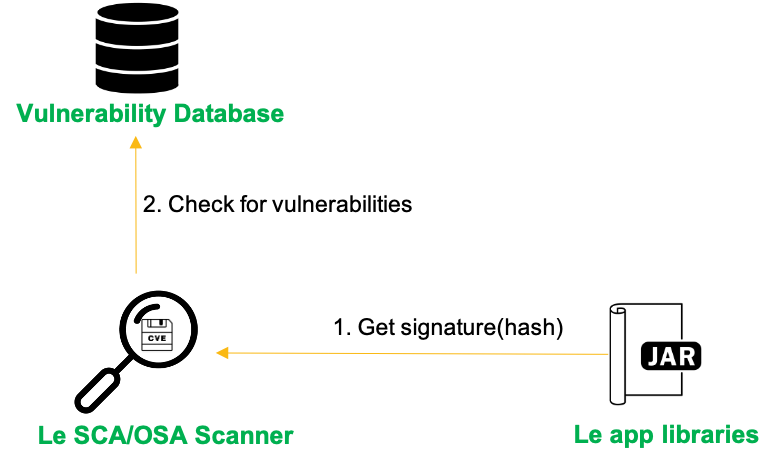 Vulnerability Database
2. Check for vulnerabilities
CVE
1. Get signature(hash)
JAR
Le SCA/OSA Scanner
Le app libraries